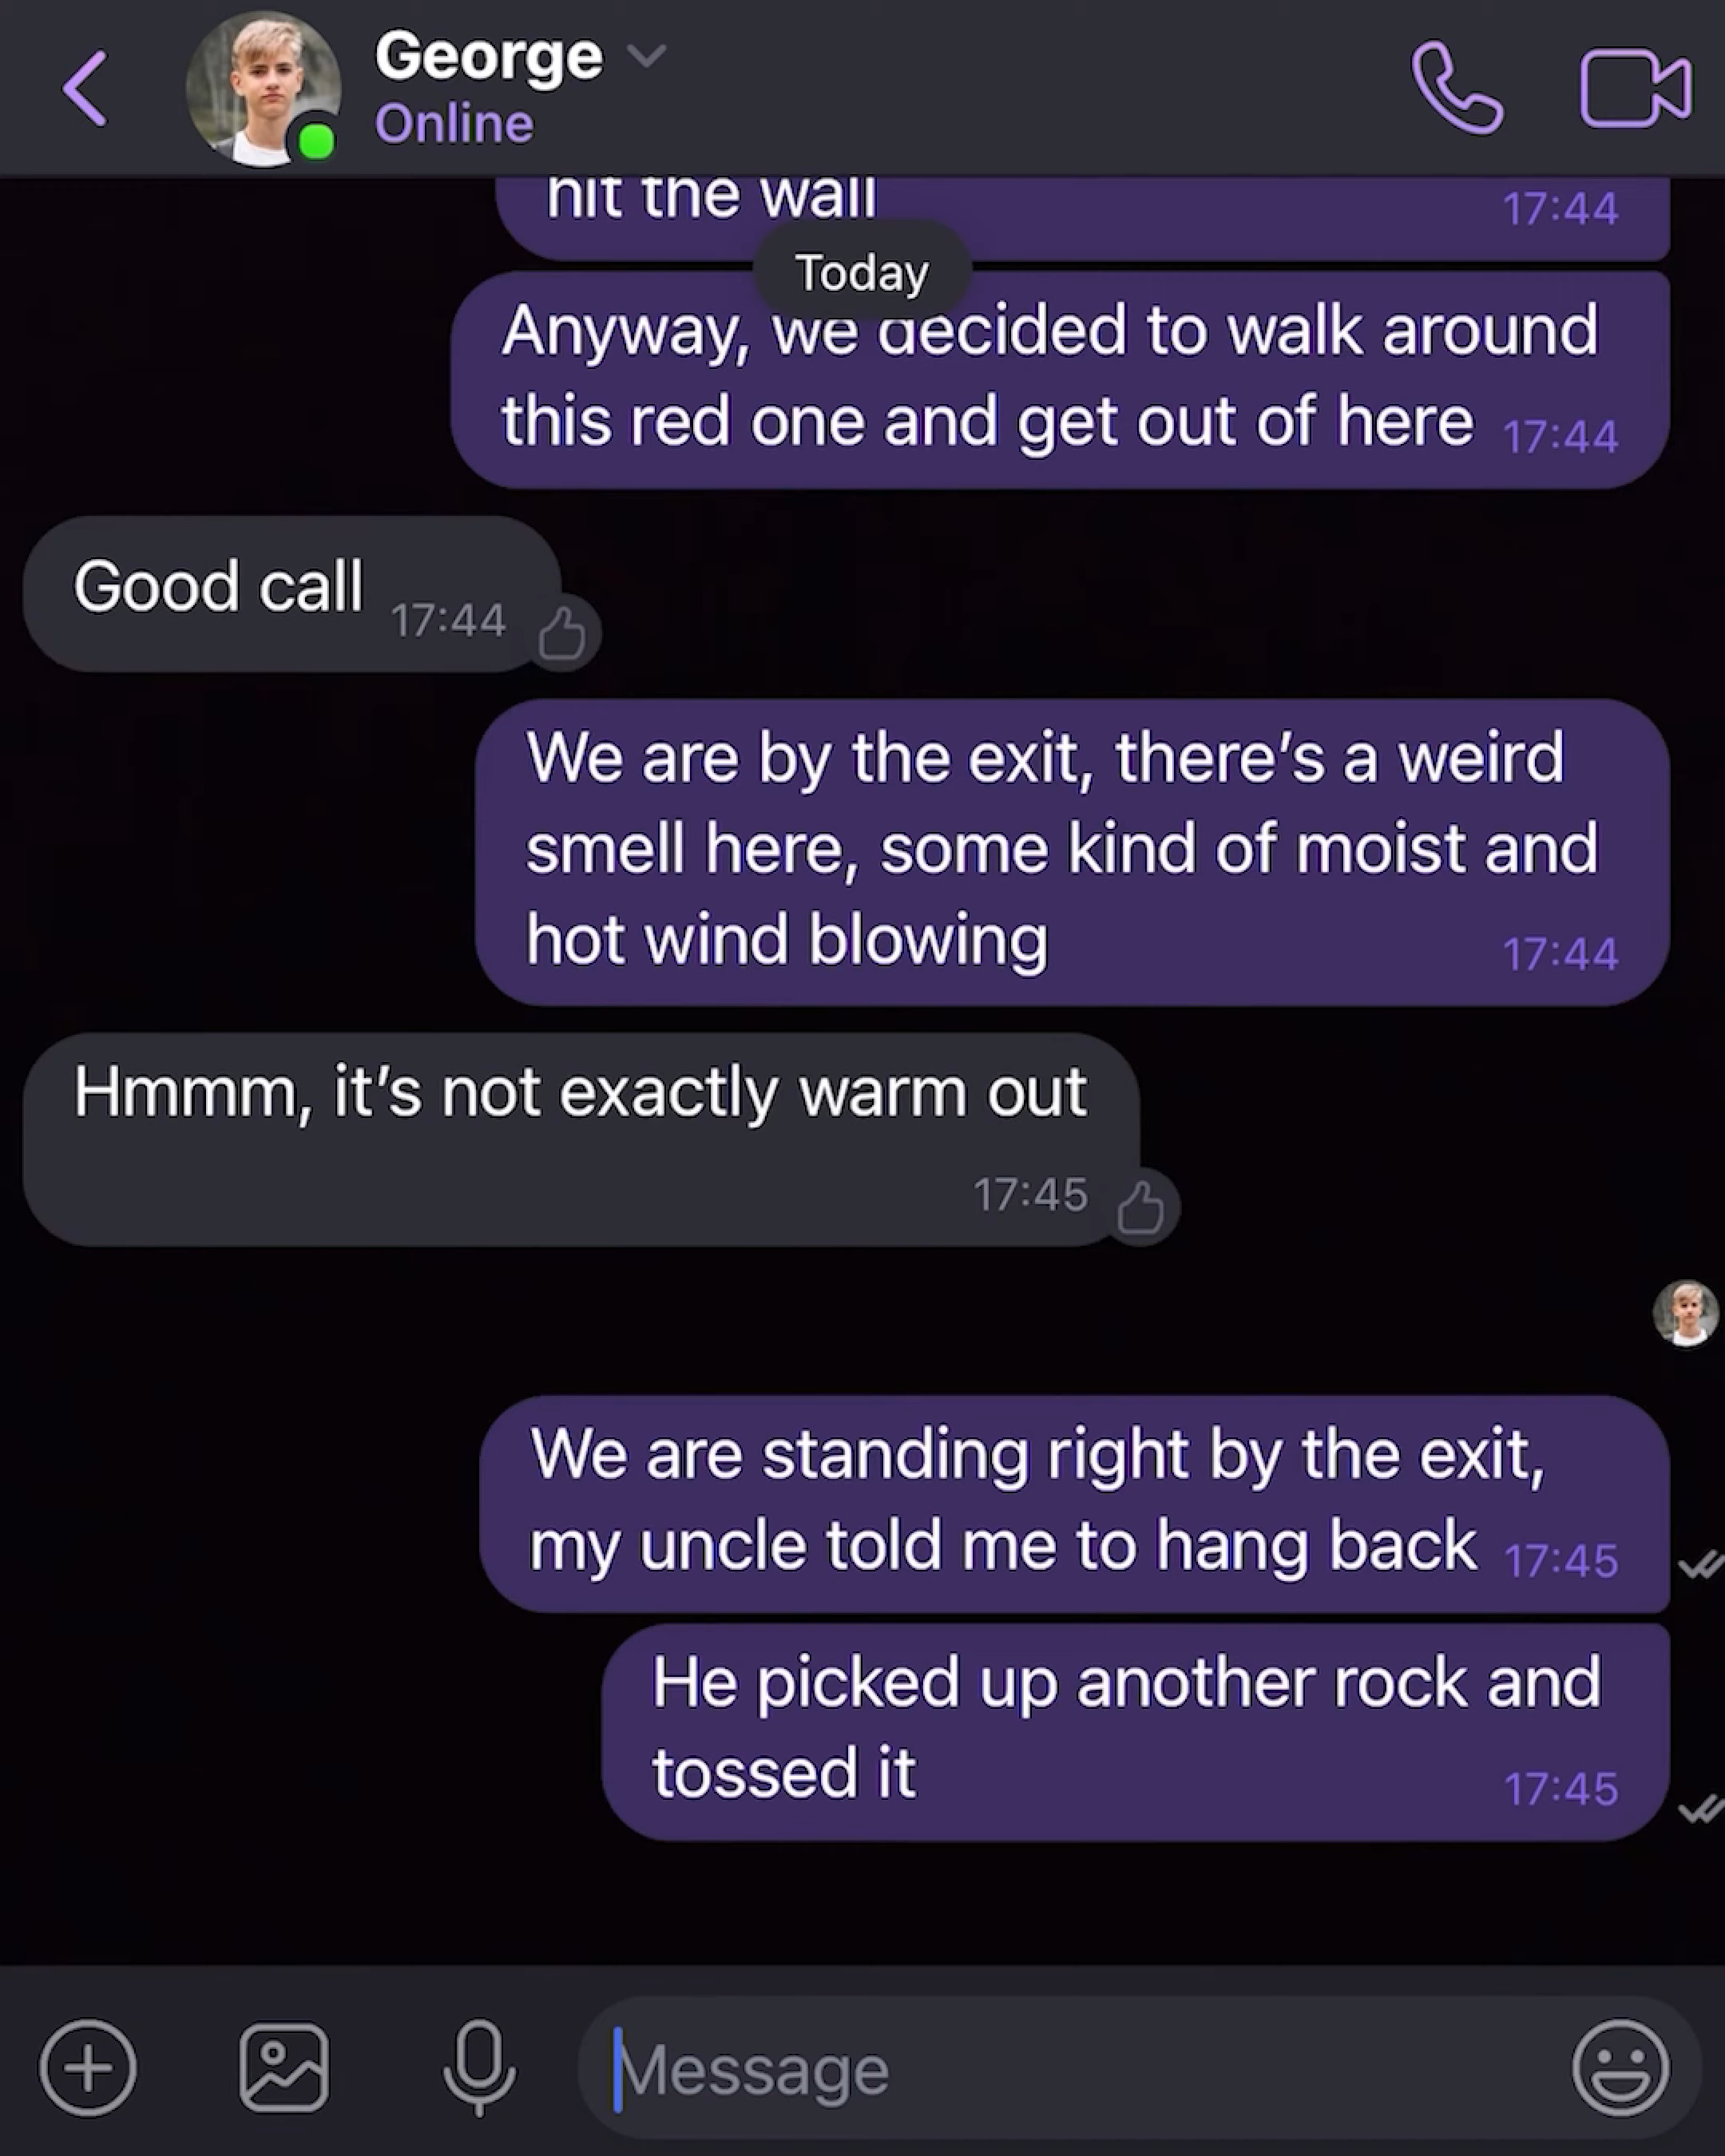 George
Online
hit the wall 17:44
Today
Anyway, we decided to walk around
this red one and get out of here 17:44
Good call 17:44
We are by the exit, there’s a weird
smell here, some kind of moist and
hot wind blowing 17:44
Hmmm, it’s not exactly warm out
17:45
We are standing right by the exit,
my uncle told me to hang back 17:45
He picked up another rock and
tossed it 17:45
Message